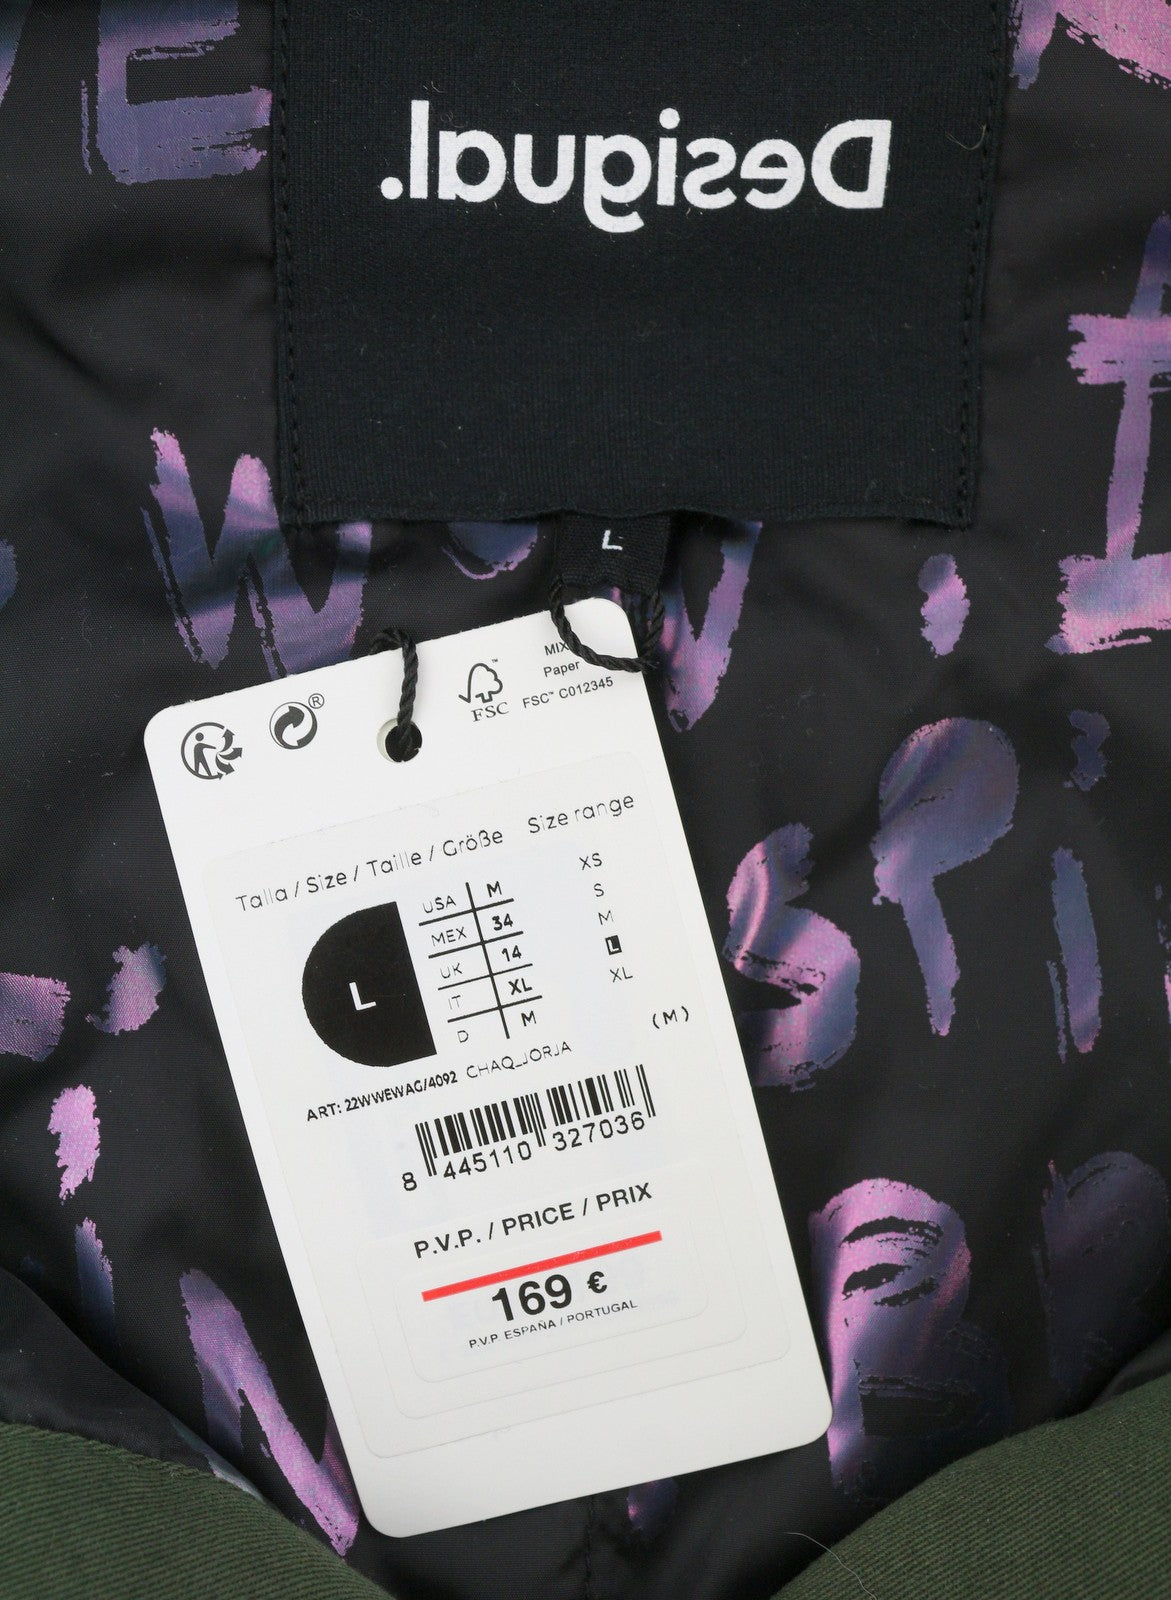 Desigual.
L
MIX
Paper
FSC™ C012345
FSC
Talla / Size / Taille / Größe
Size range
L
USA M
MEX 34
UK 14
IT XL
D M
XS
S
M
L
XL
(M)
ART: 22WWEWAG/4092 CHAQ_JORJA
8 445110 327036
P.V.P. / PRICE / PRIX
169 €
P.V.P. ESPAÑA / PORTUGAL